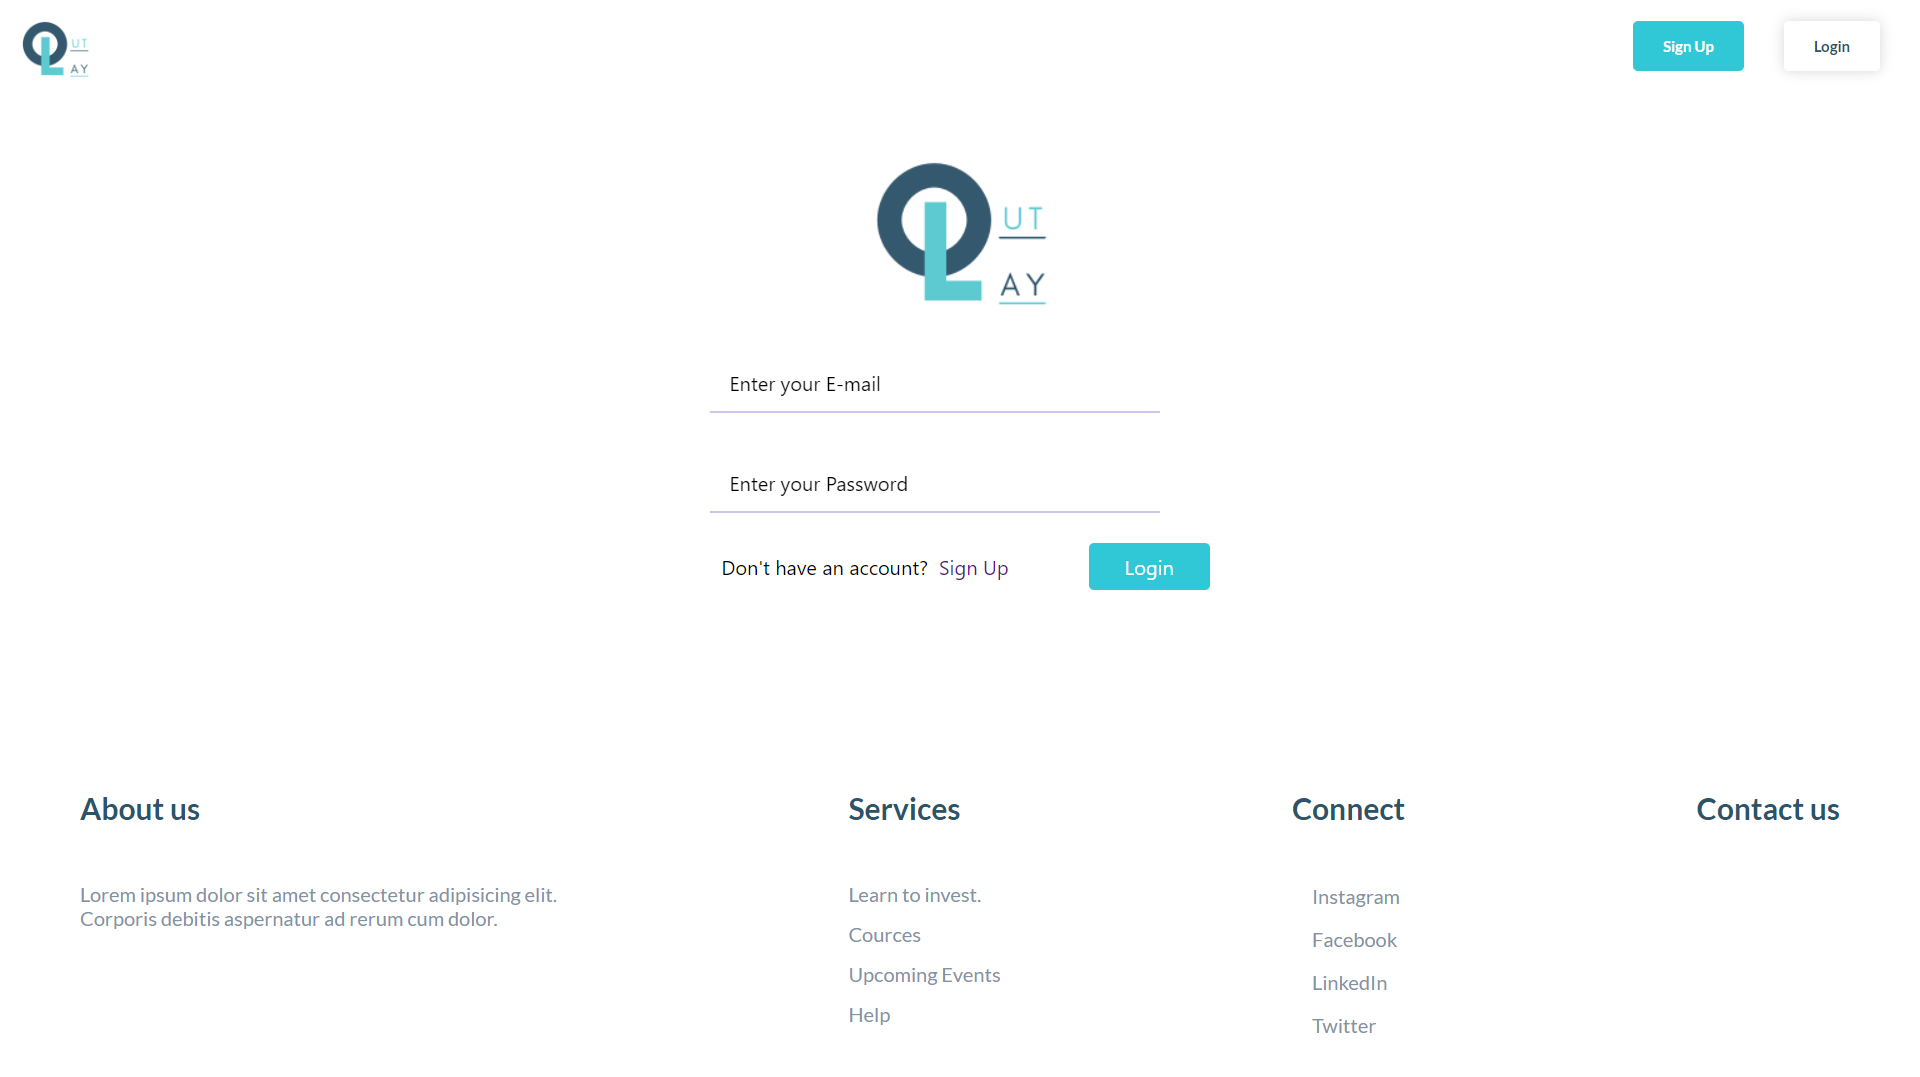 OL UT AY
Sign Up
Login
OL UT
AY
Enter your E-mail
Enter your Password
Don't have an account? Sign Up
Login
About us
Lorem ipsum dolor sit amet consectetur adipisicing elit.
Corporis debitis aspernatur ad rerum cum dolor.
Services
Learn to invest.
Cources
Upcoming Events
Help
Connect
Instagram
Facebook
LinkedIn
Twitter
Contact us